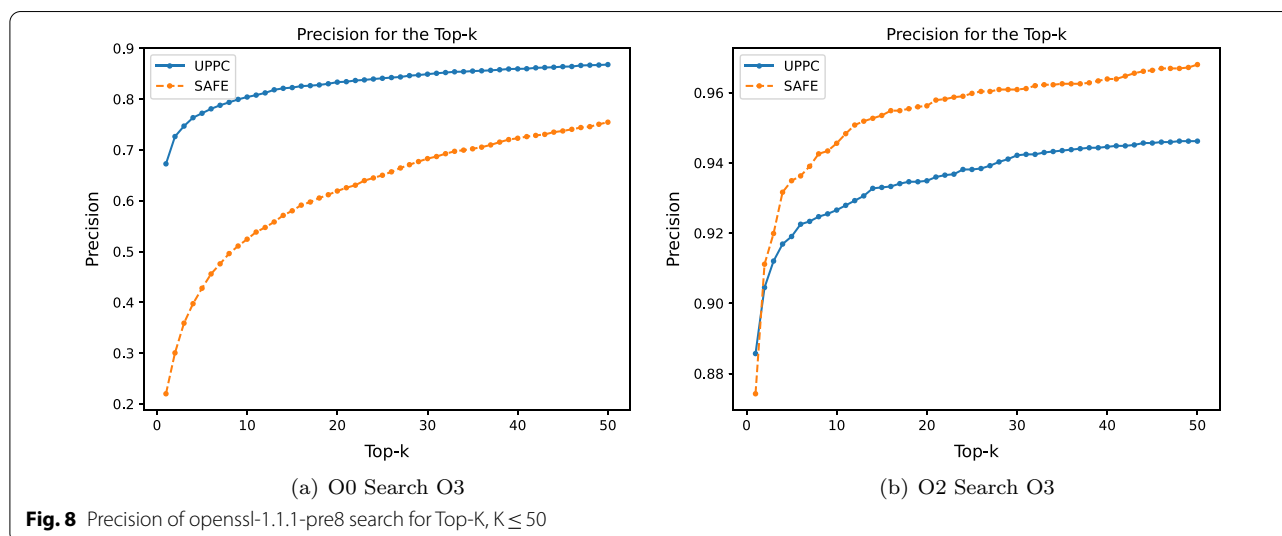 Precision for the Top-k
0.9
0.8
0.7
0.6
0.5
0.4
0.3
0.2
Precision
UPPC
SAFE
0 10 20 30 40 50
Top-k
(a) O0 Search O3
Precision for the Top-k
0.96
0.94
0.92
0.90
0.88
Precision
UPPC
SAFE
0 10 20 30 40 50
Top-k
(b) O2 Search O3
Fig. 8 Precision of openssl-1.1.1-pre8 search for Top-K, K ≤ 50